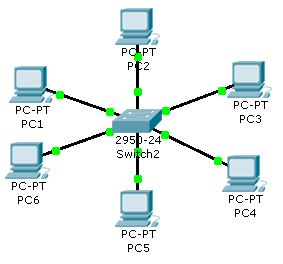 PC-PT
PC2
PC-PT
PC1
PC-PT
PC3
2950-24
Switch2
PC-PT
PC6
PC-PT
PC4
PC-PT
PC5